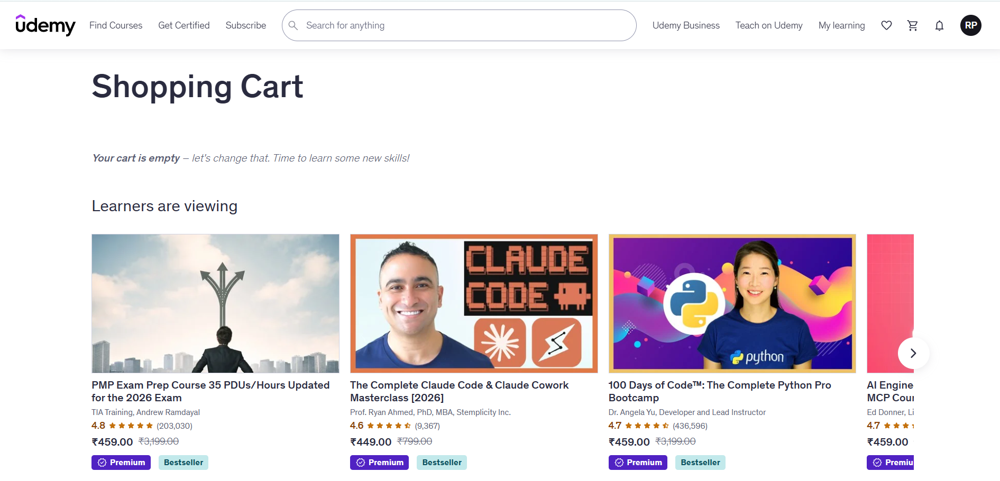 udemy
Find Courses
Get Certified
Subscribe
Search for anything
Udemy Business
Teach on Udemy
My learning
RP
Shopping Cart
Your cart is empty – let's change that. Time to learn some new skills!
Learners are viewing
CLAUDE
CODE
python
PMP Exam Prep Course 35 PDUs/Hours Updated
for the 2026 Exam
TIA Training, Andrew Ramdayal
4.8 (203,030)
₹459.00 ₹3,199.00
Premium Bestseller
The Complete Claude Code & Claude Cowork
Masterclass [2026]
Prof. Ryan Ahmed, PhD, MBA, Stemplicity Inc.
4.6 (9,367)
₹449.00 ₹799.00
Premium Bestseller
100 Days of Code™: The Complete Python Pro
Bootcamp
Dr. Angela Yu, Developer and Lead Instructor
4.7 (436,596)
₹459.00 ₹3,199.00
Premium Bestseller
AI Engine
MCP Cour
Ed Donner, Li
4.7
₹459.00
Premiu